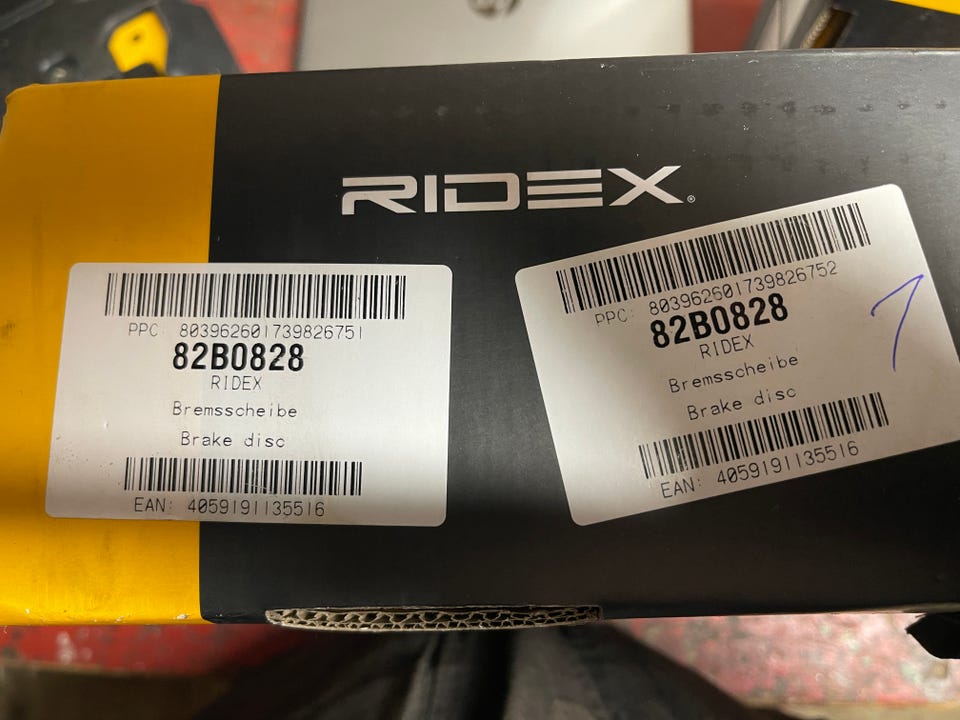 RIDEX
PPC: 803962601739826751
82B0828
RIDEX
Bremsscheibe
Brake disc
EAN: 4059191135516
PPC: 803962601739826752
82B0828
RIDEX
Bremsscheibe
Brake disc
EAN: 4059191135516
1